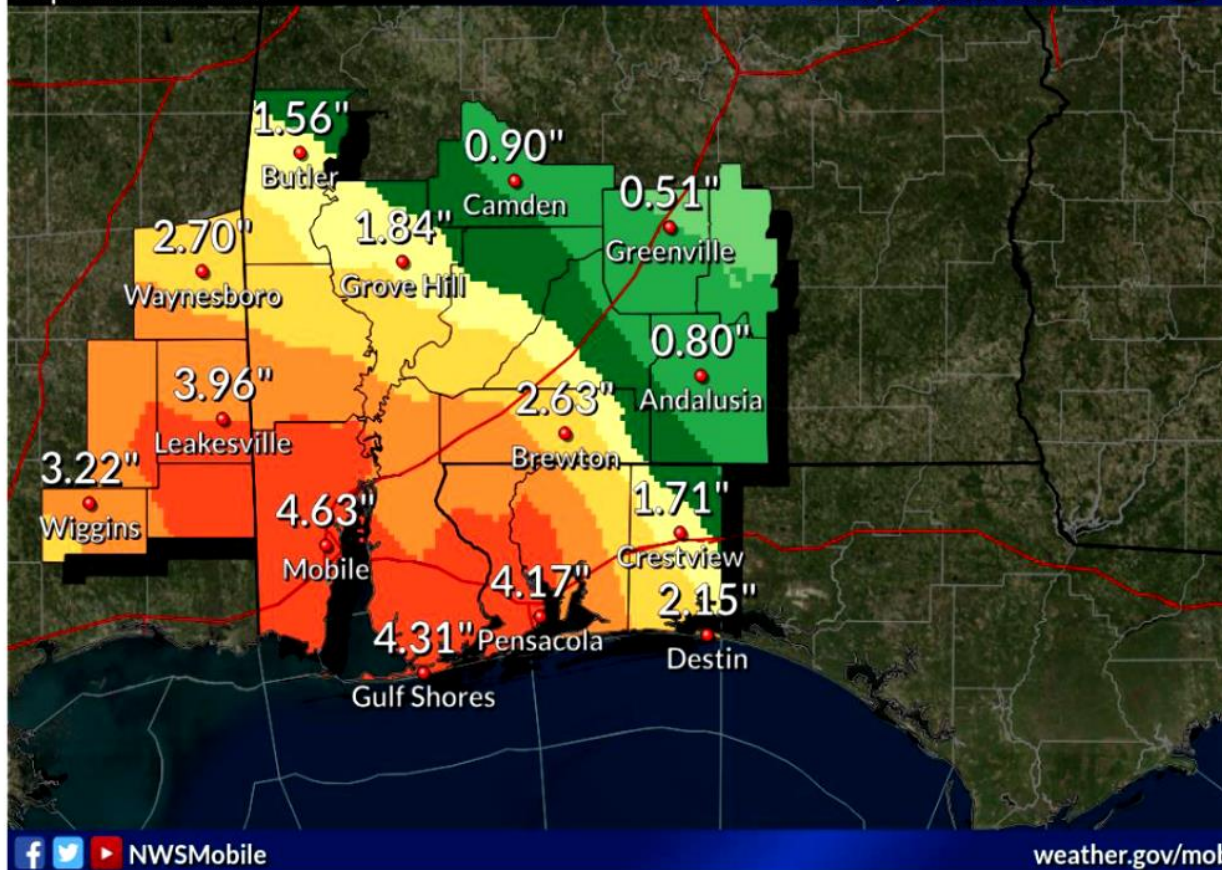 1.56"
Butler
0.90"
Camden
0.51"
Greenville
1.84"
Grove Hill
2.70"
Waynesboro
0.80"
Andalusia
3.96"
Leakesville
2.63"
Brewton
3.22"
Wiggins
1.71"
Crestview
4.63"
Mobile
4.17"
Pensacola
2.15"
Destin
4.31"
Gulf Shores
NWSMobile
weather.gov/mob